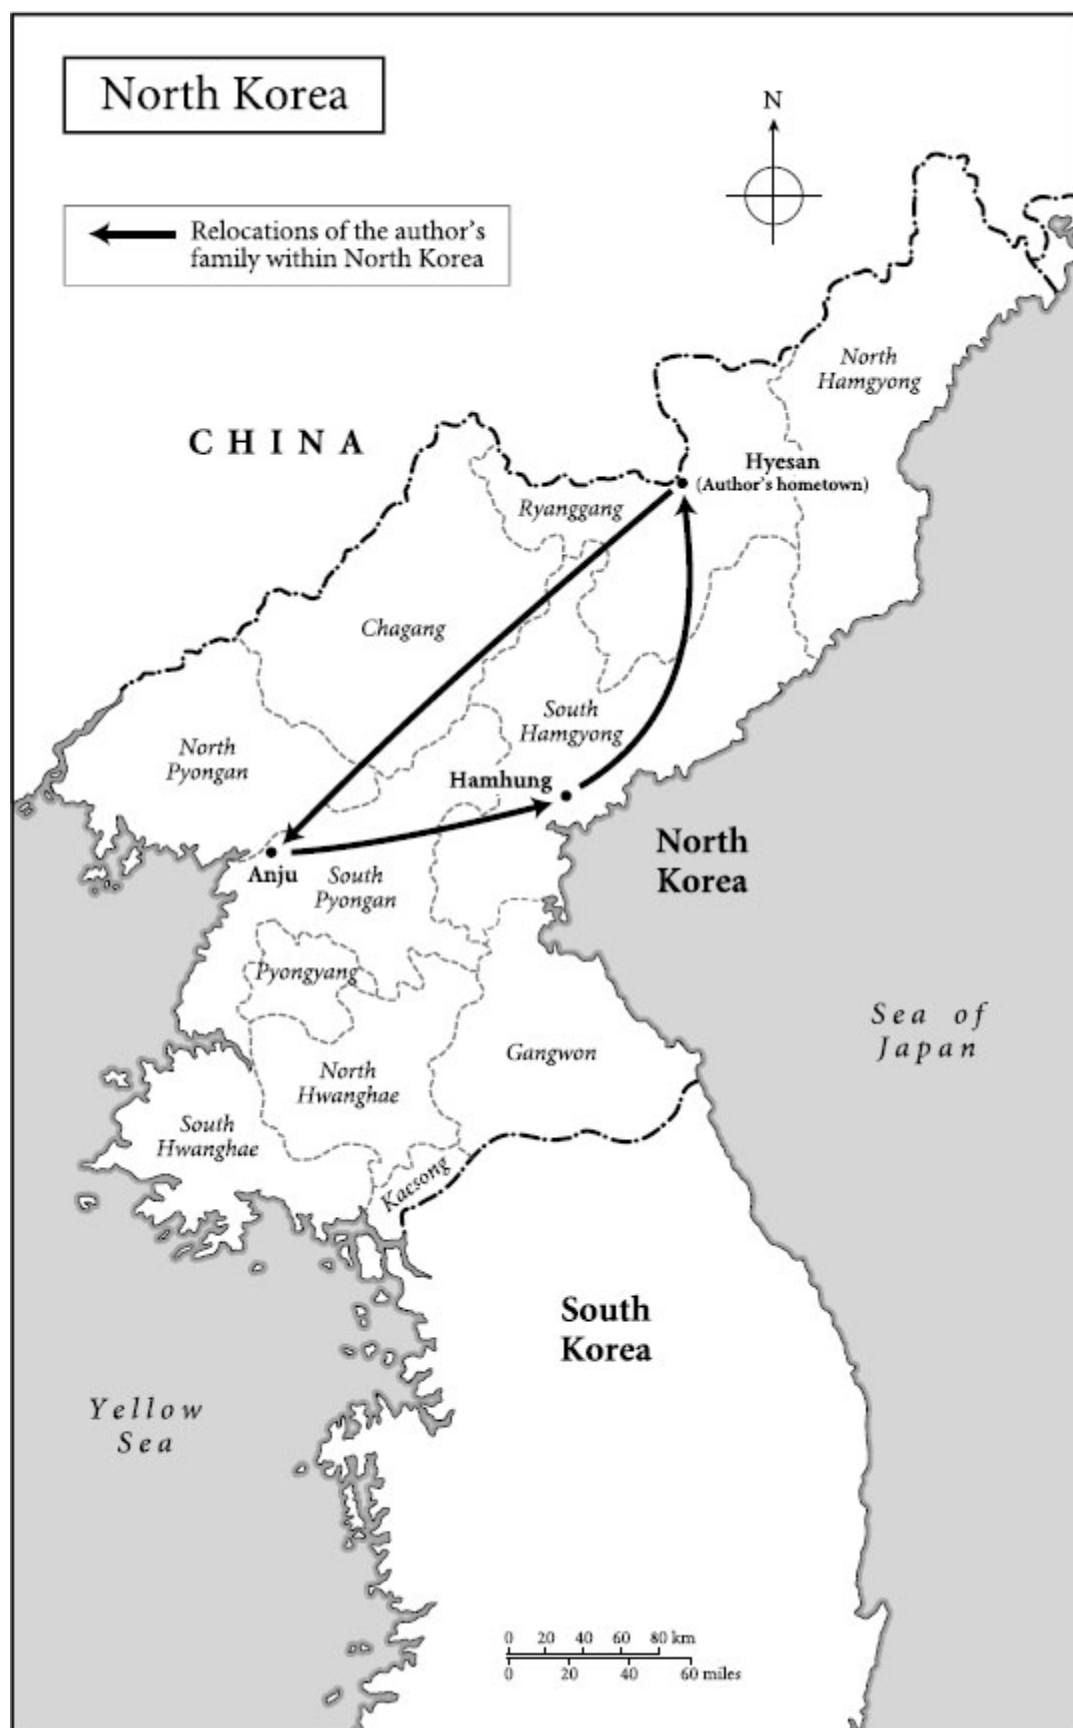 North Korea
Relocations of the author's
family within North Korea
N
CHINA
North
Hamgyong
Hyesan
(Author's hometown)
Ryanggang
Chagang
South
Hamgyong
North
Pyongan
Hamhung
North
Korea
Anju
South
Pyongan
Pyongyang
Sea of
Japan
Gangwon
North
Hwanghae
South
Hwanghae
Kaesong
South
Korea
Yellow
Sea
0 20 40 60 80 km
0 20 40 60 miles